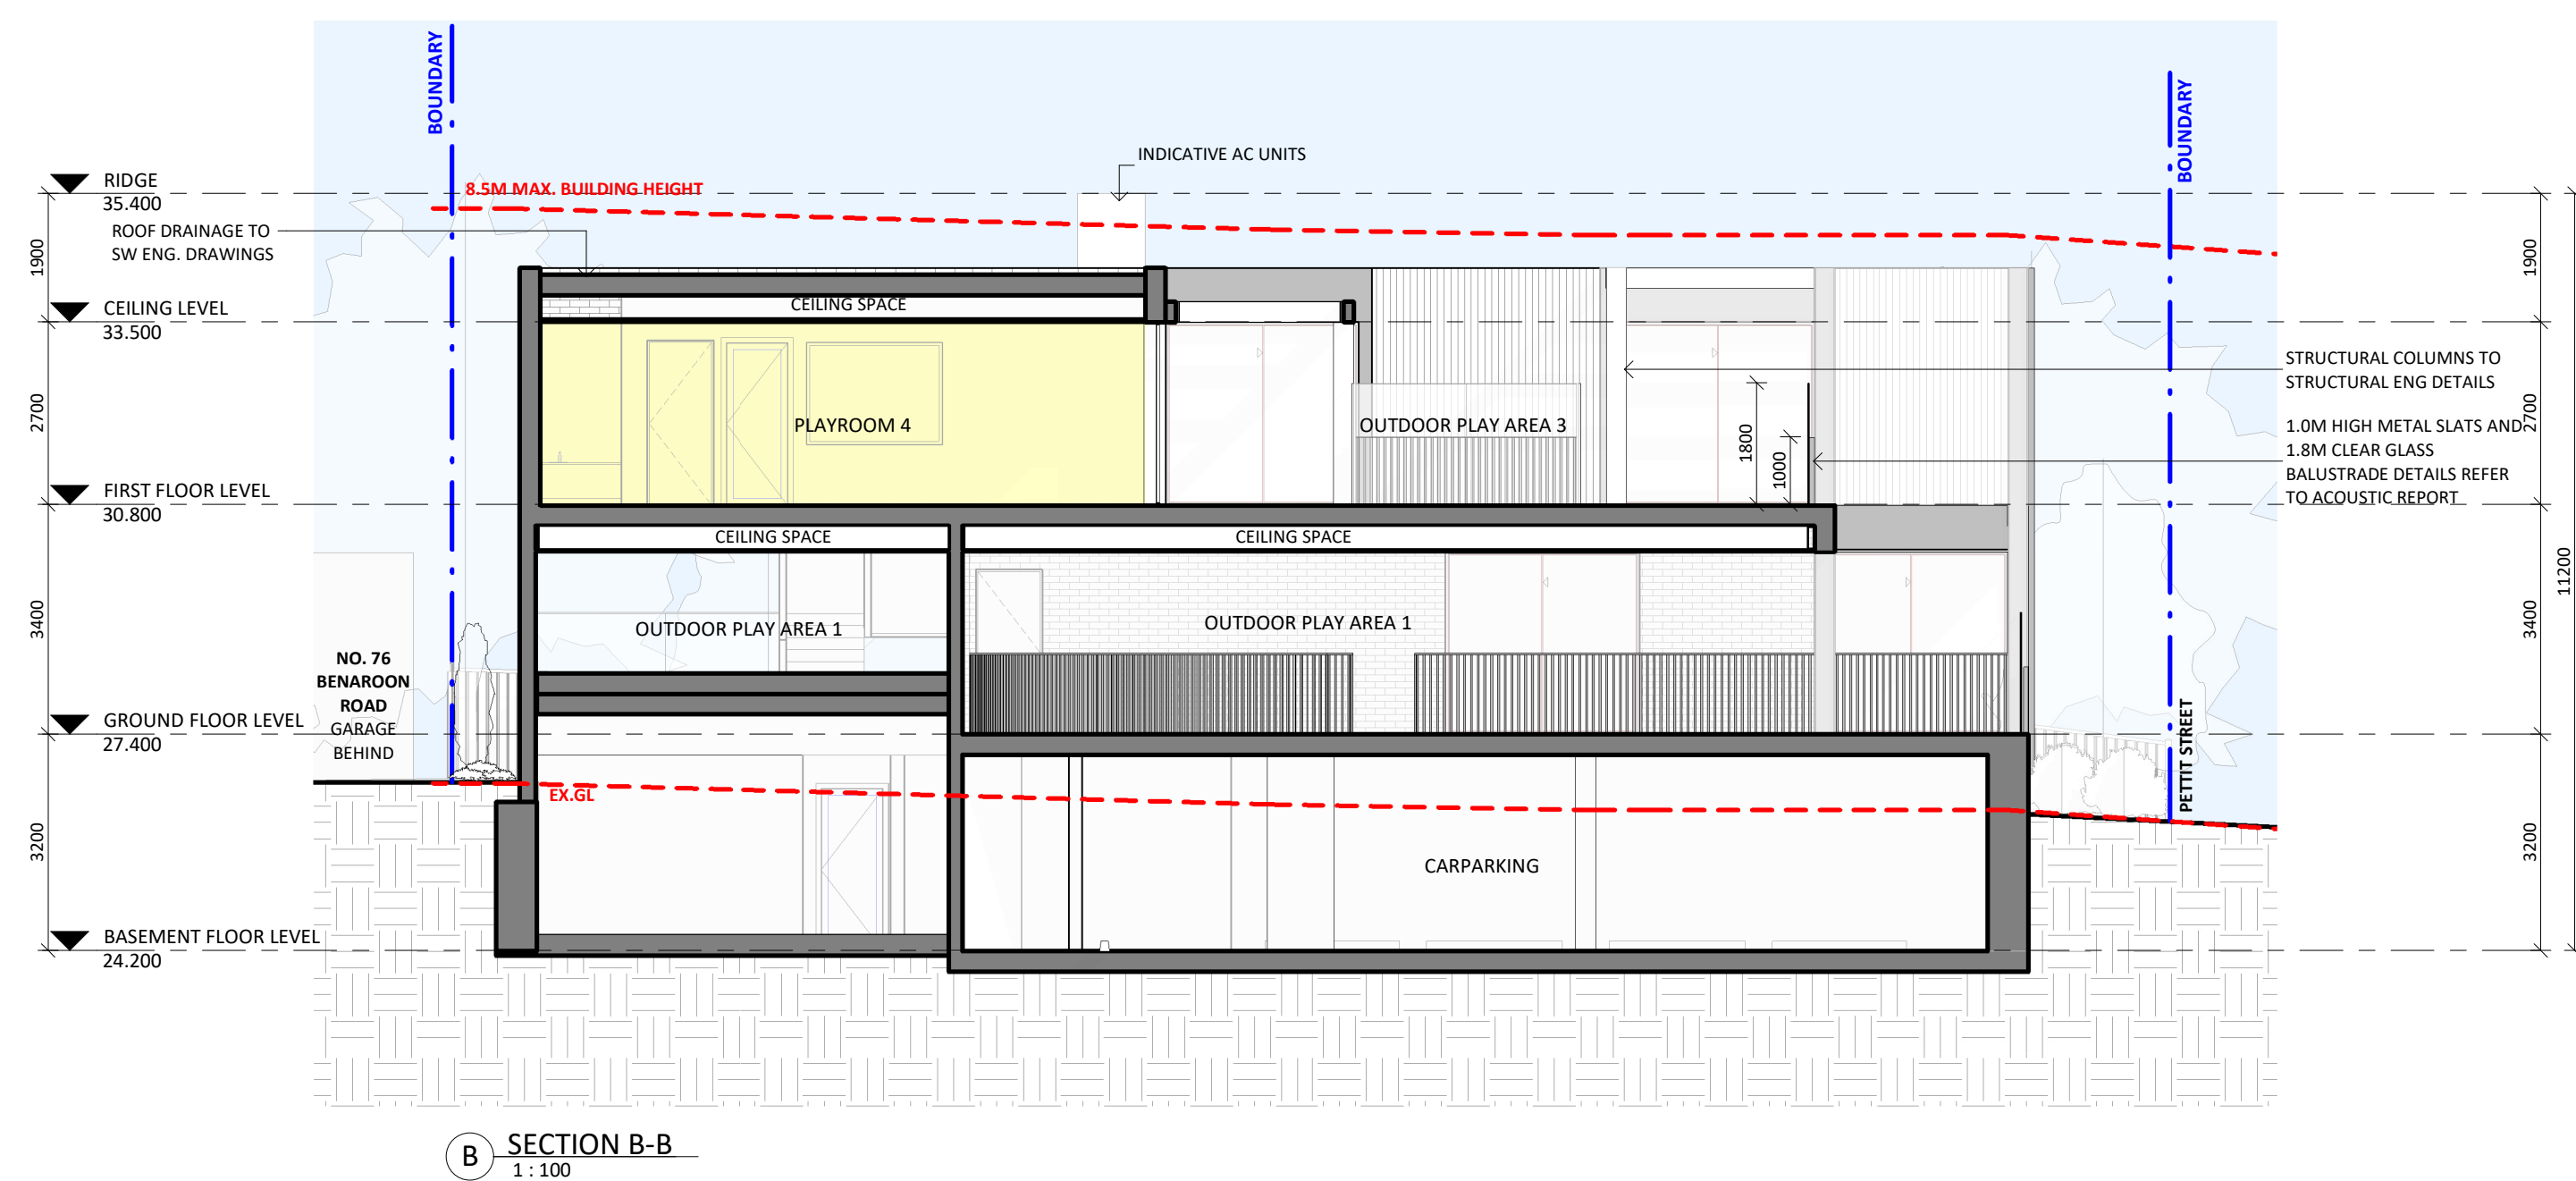 BOUNDARY
BOUNDARY
INDICATIVE AC UNITS
RIDGE
35.400
8.5M MAX. BUILDING HEIGHT
ROOF DRAINAGE TO
SW ENG. DRAWINGS
1900
1900
CEILING LEVEL
33.500
CEILING SPACE
STRUCTURAL COLUMNS TO
STRUCTURAL ENG DETAILS
2700
PLAYROOM 4
OUTDOOR PLAY AREA 3
1800
1000
2700
1.0M HIGH METAL SLATS AND
1.8M CLEAR GLASS
BALUSTRADE DETAILS REFER
TO ACOUSTIC REPORT
FIRST FLOOR LEVEL
30.800
CEILING SPACE
CEILING SPACE
11200
3400
OUTDOOR PLAY AREA 1
OUTDOOR PLAY AREA 1
3400
NO. 76
BENAROON
ROAD
GARAGE
BEHIND
GROUND FLOOR LEVEL
27.400
PETTIT STREET
EX.GL
3200
CARPARKING
3200
BASEMENT FLOOR LEVEL
24.200
B
SECTION B-B
1 : 100